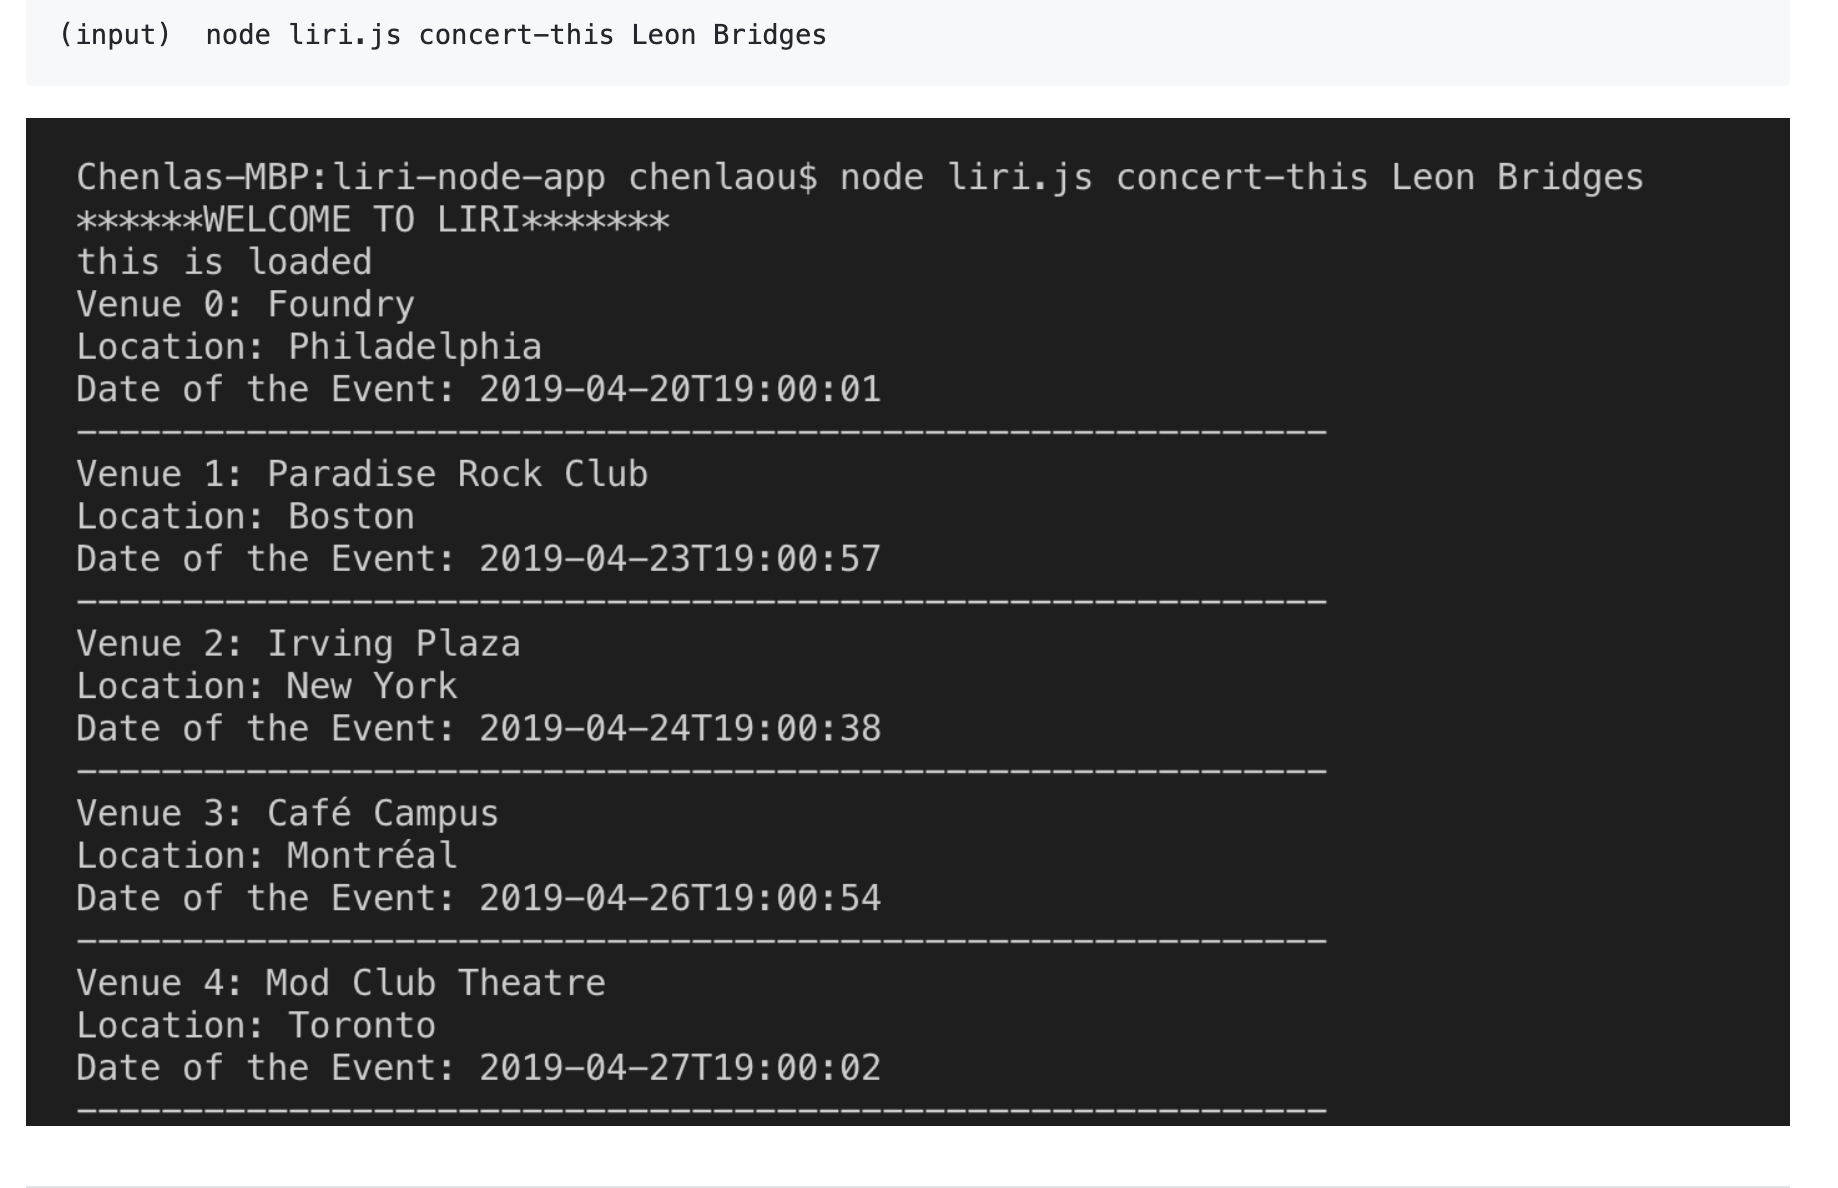 (input)  node liri.js concert-this Leon Bridges
Chenlas-MBP:liri-node-app chenlaou$ node liri.js concert-this Leon Bridges
******WELCOME TO LIRI*******
this is loaded
Venue 0: Foundry
Location: Philadelphia
Date of the Event: 2019-04-20T19:00:01
-----------------------------------------------------------
Venue 1: Paradise Rock Club
Location: Boston
Date of the Event: 2019-04-23T19:00:57
-----------------------------------------------------------
Venue 2: Irving Plaza
Location: New York
Date of the Event: 2019-04-24T19:00:38
-----------------------------------------------------------
Venue 3: Café Campus
Location: Montréal
Date of the Event: 2019-04-26T19:00:54
-----------------------------------------------------------
Venue 4: Mod Club Theatre
Location: Toronto
Date of the Event: 2019-04-27T19:00:02
-----------------------------------------------------------